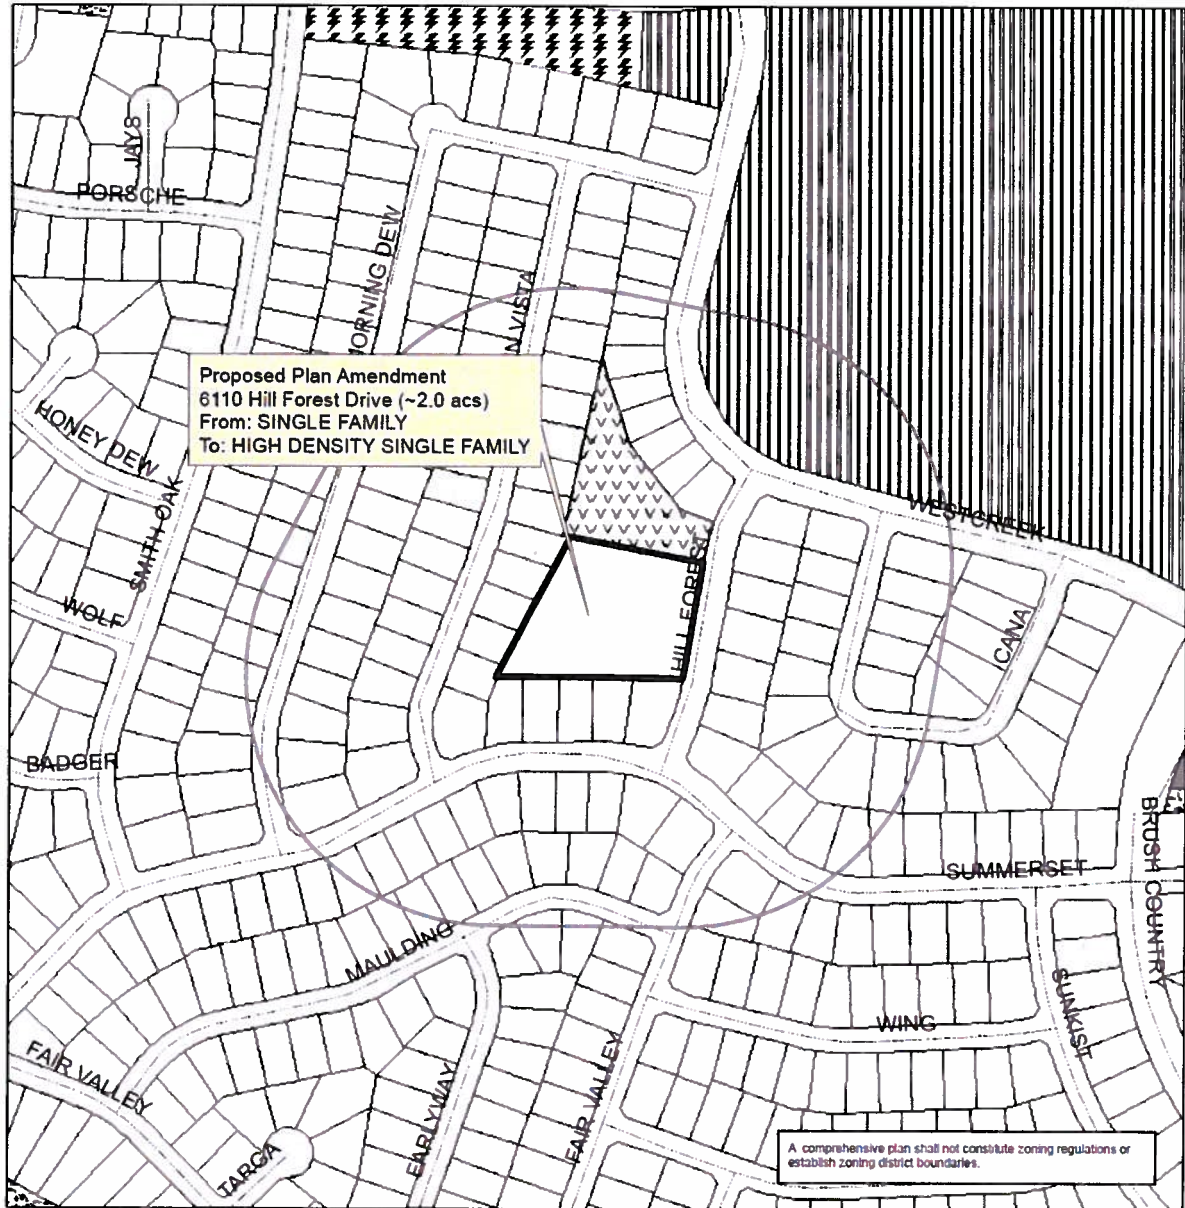 JAYS
PORSCHE
MORNING DEW
N VISTA
Proposed Plan Amendment
6110 Hill Forest Drive (~2.0 acs)
From: SINGLE FAMILY
To: HIGH DENSITY SINGLE FAMILY
HONEY DEW
SMITH OAK
WESTCREEK
HILL FOREST
WOLF
ICANA
BADGER
SUMMERSET
BRUSH COUNTRY
MAULDING
SUNKIST
WING
FAIR VALLEY
EARLYWAY
FAIR VALLEY
TARGA
A comprehensive plan shall not constitute zoning regulations or
establish zoning district boundaries.